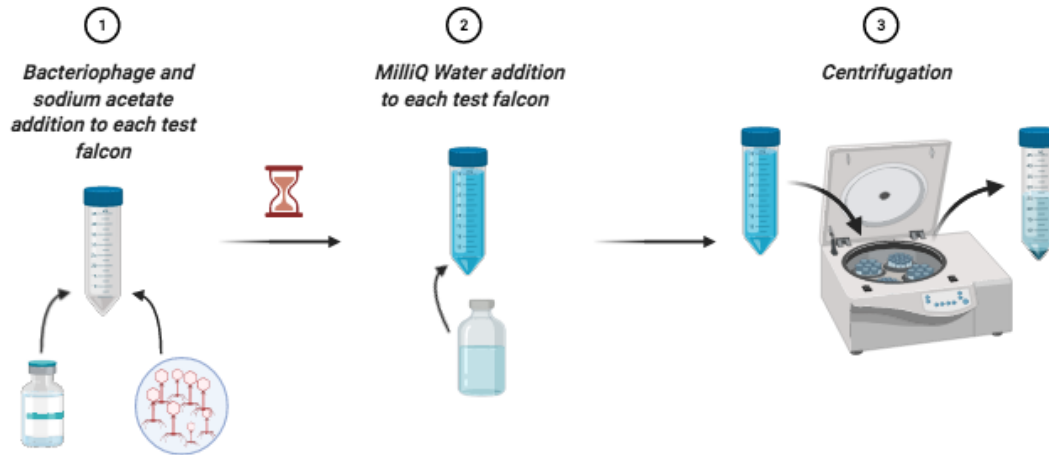 1
Bacteriophage and
sodium acetate
addition to each test
falcon
2
MilliQ Water addition
to each test falcon
3
Centrifugation